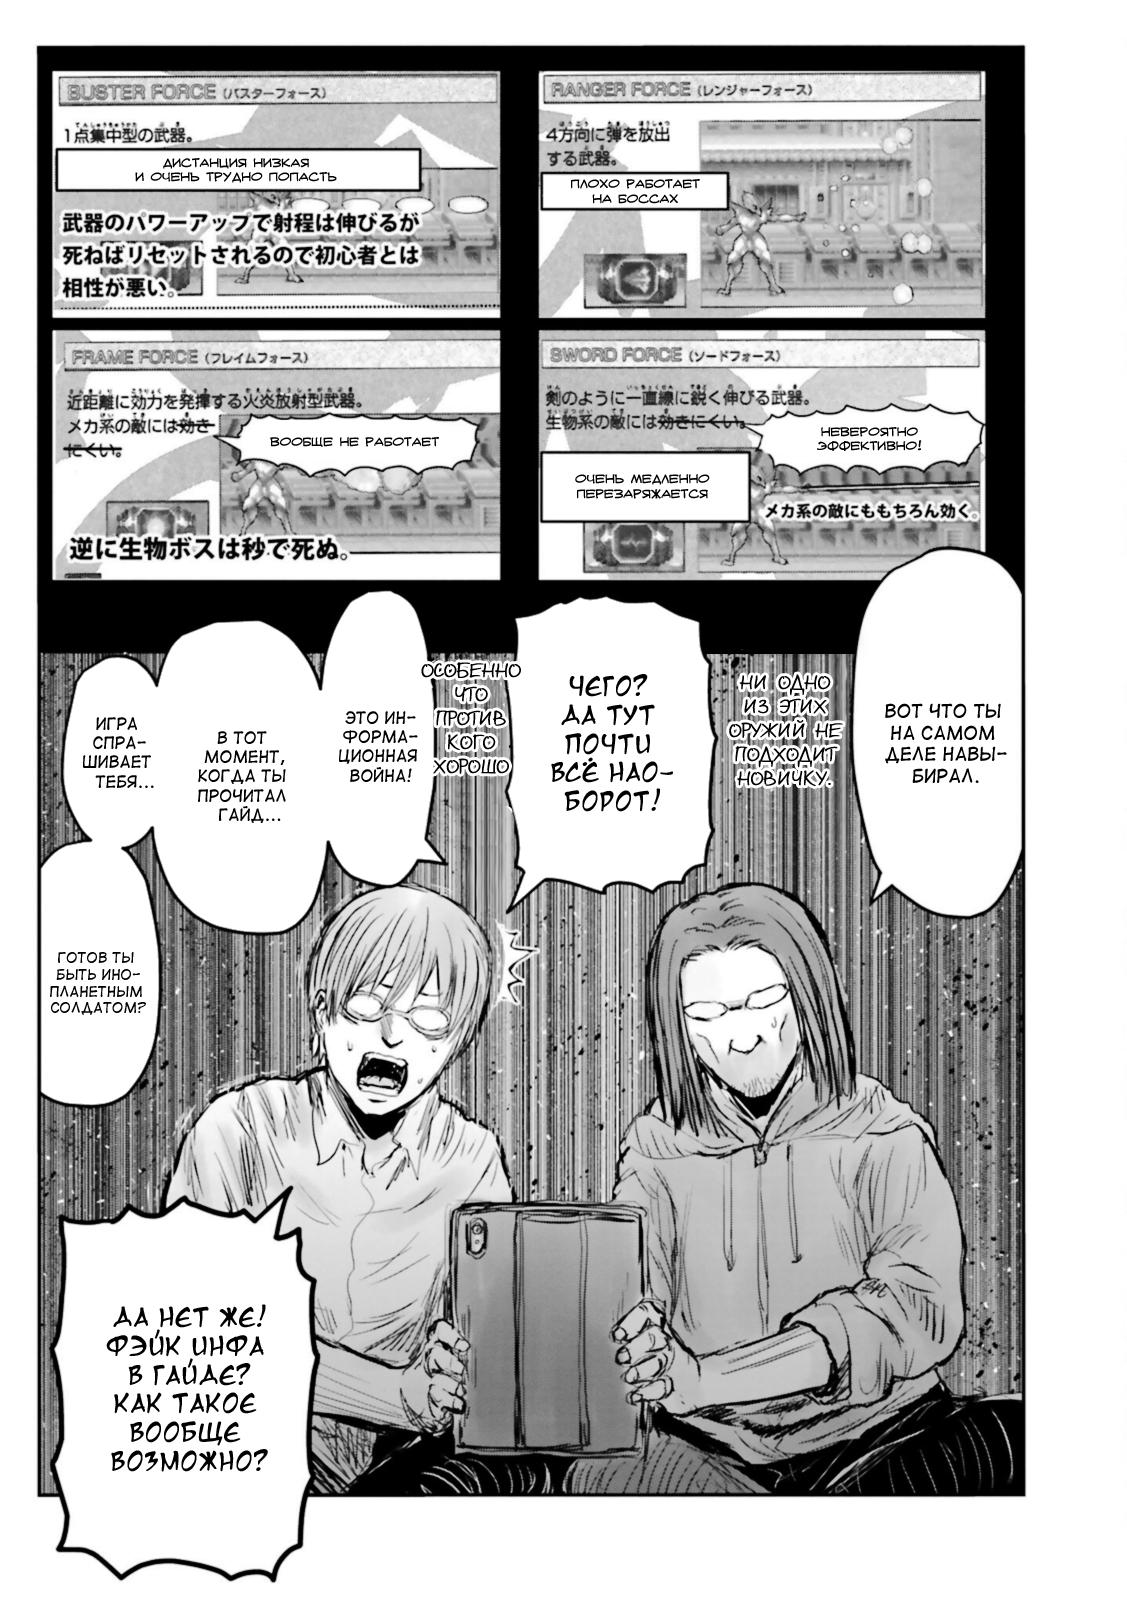 RANGER FORCE (レンジャーフォース)
4方向に弾を放出
する武器。
ПЛОХО РАБОТАЕТ
НА БОССАХ
BUSTER FORCE (バスターフォース)
1点集中型の武器。
ДИСТАНЦИЯ НИЗКАЯ
И ОЧЕНЬ ТРУДНО ПОПАСТЬ
武器のパワーアップで射程は伸びるが
死ねばリセットされるので初心者とは
相性が悪い。
SWORD FORCE (ソードフォース)
剣のように一直線に鋭く伸びる武器。
生物系の敵には効きにくい。
НЕВЕРОЯТНО
ЭФФЕКТИВНО!
ОЧЕНЬ МЕДЛЕННО
ПЕРЕЗАРЯЖАЕТСЯ
メカ系の敵にももちろん効く。
FRAME FORCE (フレイムフォース)
近距離に効力を発揮する火炎放射型武器。
メカ系の敵には効き
にくい。
ВООБЩЕ НЕ РАБОТАЕТ
逆に生物ボスは秒で死ぬ。
ВОТ ЧТО ТЫ
НА САМОМ
ДЕЛЕ НАВЫ-
БИРАЛ.
НИ ОДНО
ИЗ ЭТИХ
ОРУЖИЙ НЕ
ПОДХОДИТ
НОВИЧКУ.
ЧЕГО?
ДА ТУТ
ПОЧТИ
ВСЁ НАО-
БОРОТ!
ОСОБЕННО
ЧТО
ПРОТИВ
КОГО
ХОРОШО
ЭТО ИН-
ФОРМА-
ЦИОННАЯ
ВОЙНА!
В ТОТ
МОМЕНТ,
КОГДА ТЫ
ПРОЧИТАЛ
ГАЙД...
ИГРА
СПРА-
ШИВАЕТ
ТЕБЯ...
ГОТОВ ТЫ
БЫТЬ ИНО-
ПЛАНЕТНЫМ
СОЛДАТОМ?
ДА НЕТ ЖЕ!
ФЭЙК ИНФА
В ГАЙДЕ?
КАК ТАКОЕ
ВООБЩЕ
ВОЗМОЖНО?